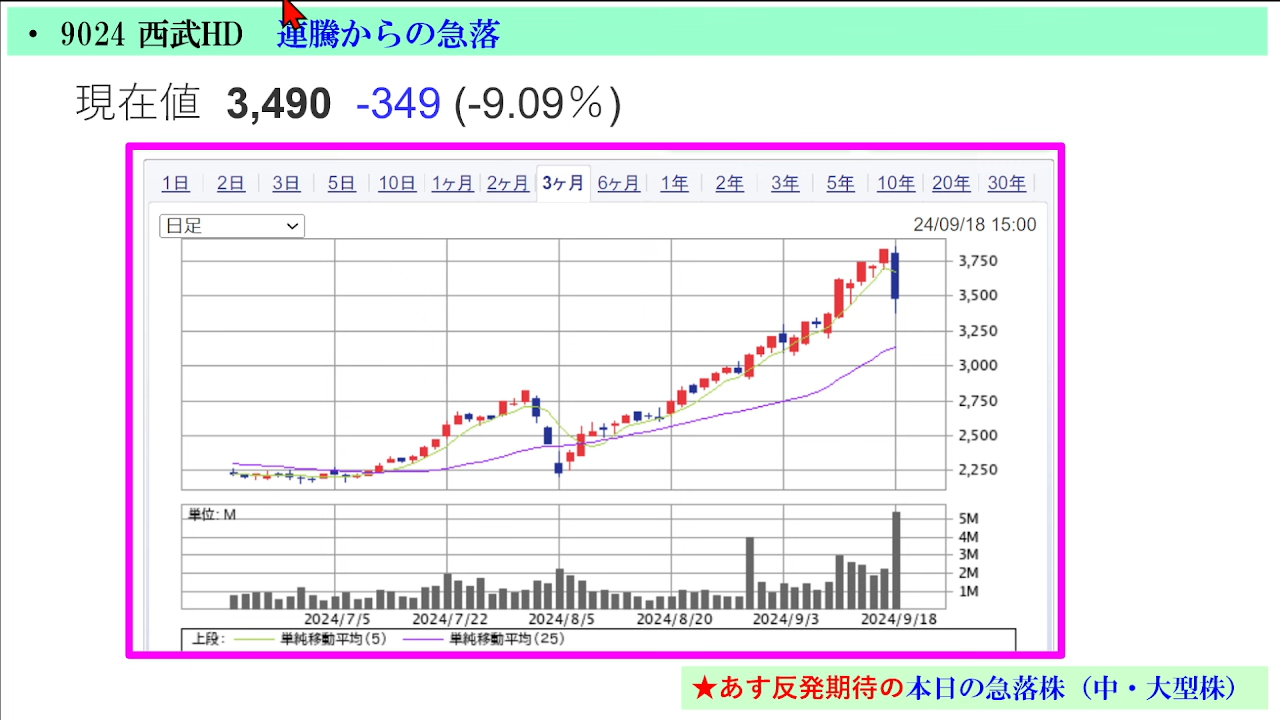 ・ 9024 西武HD 連騰からの急落
現在値 3,490 -349 (-9.09%)
1日 2日 3日 5日 10日 1ヶ月 2ヶ月 3ヶ月 6ヶ月 1年 2年 3年 5年 10年 20年 30年
日足 24/09/18 15:00
3,750
3,500
3,250
3,000
2,750
2,500
2,250
単位: M
5M
4M
3M
2M
1M
2024/7/5 2024/7/22 2024/8/5 2024/8/20 2024/9/3 2024/9/18
上段: 単純移動平均(5) 単純移動平均(25)
★あす反発期待の本日の急落株（中・大型株）